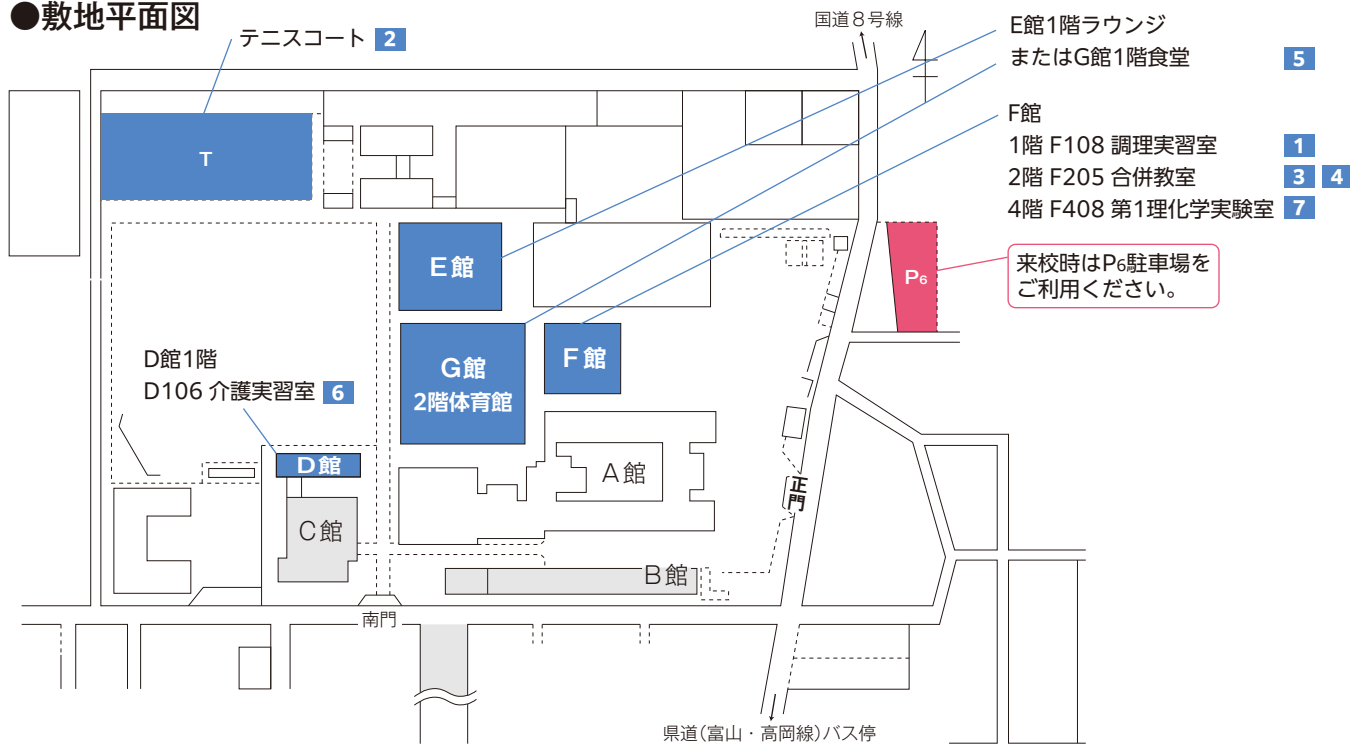 ●敷地平面図
テニスコート 2
国道８号線
E館1階ラウンジ
またはG館1階食堂 5
F館
1階 F108 調理実習室 1
2階 F205 合併教室 3 4
4階 F408 第1理化学実験室 7
来校時はP6駐車場を
ご利用ください。
T
P6
E館
G館
2階体育館
F館
D館1階
D106 介護実習室 6
D館
C館
A館
B館
正門
南門
県道(富山・高岡線)バス停